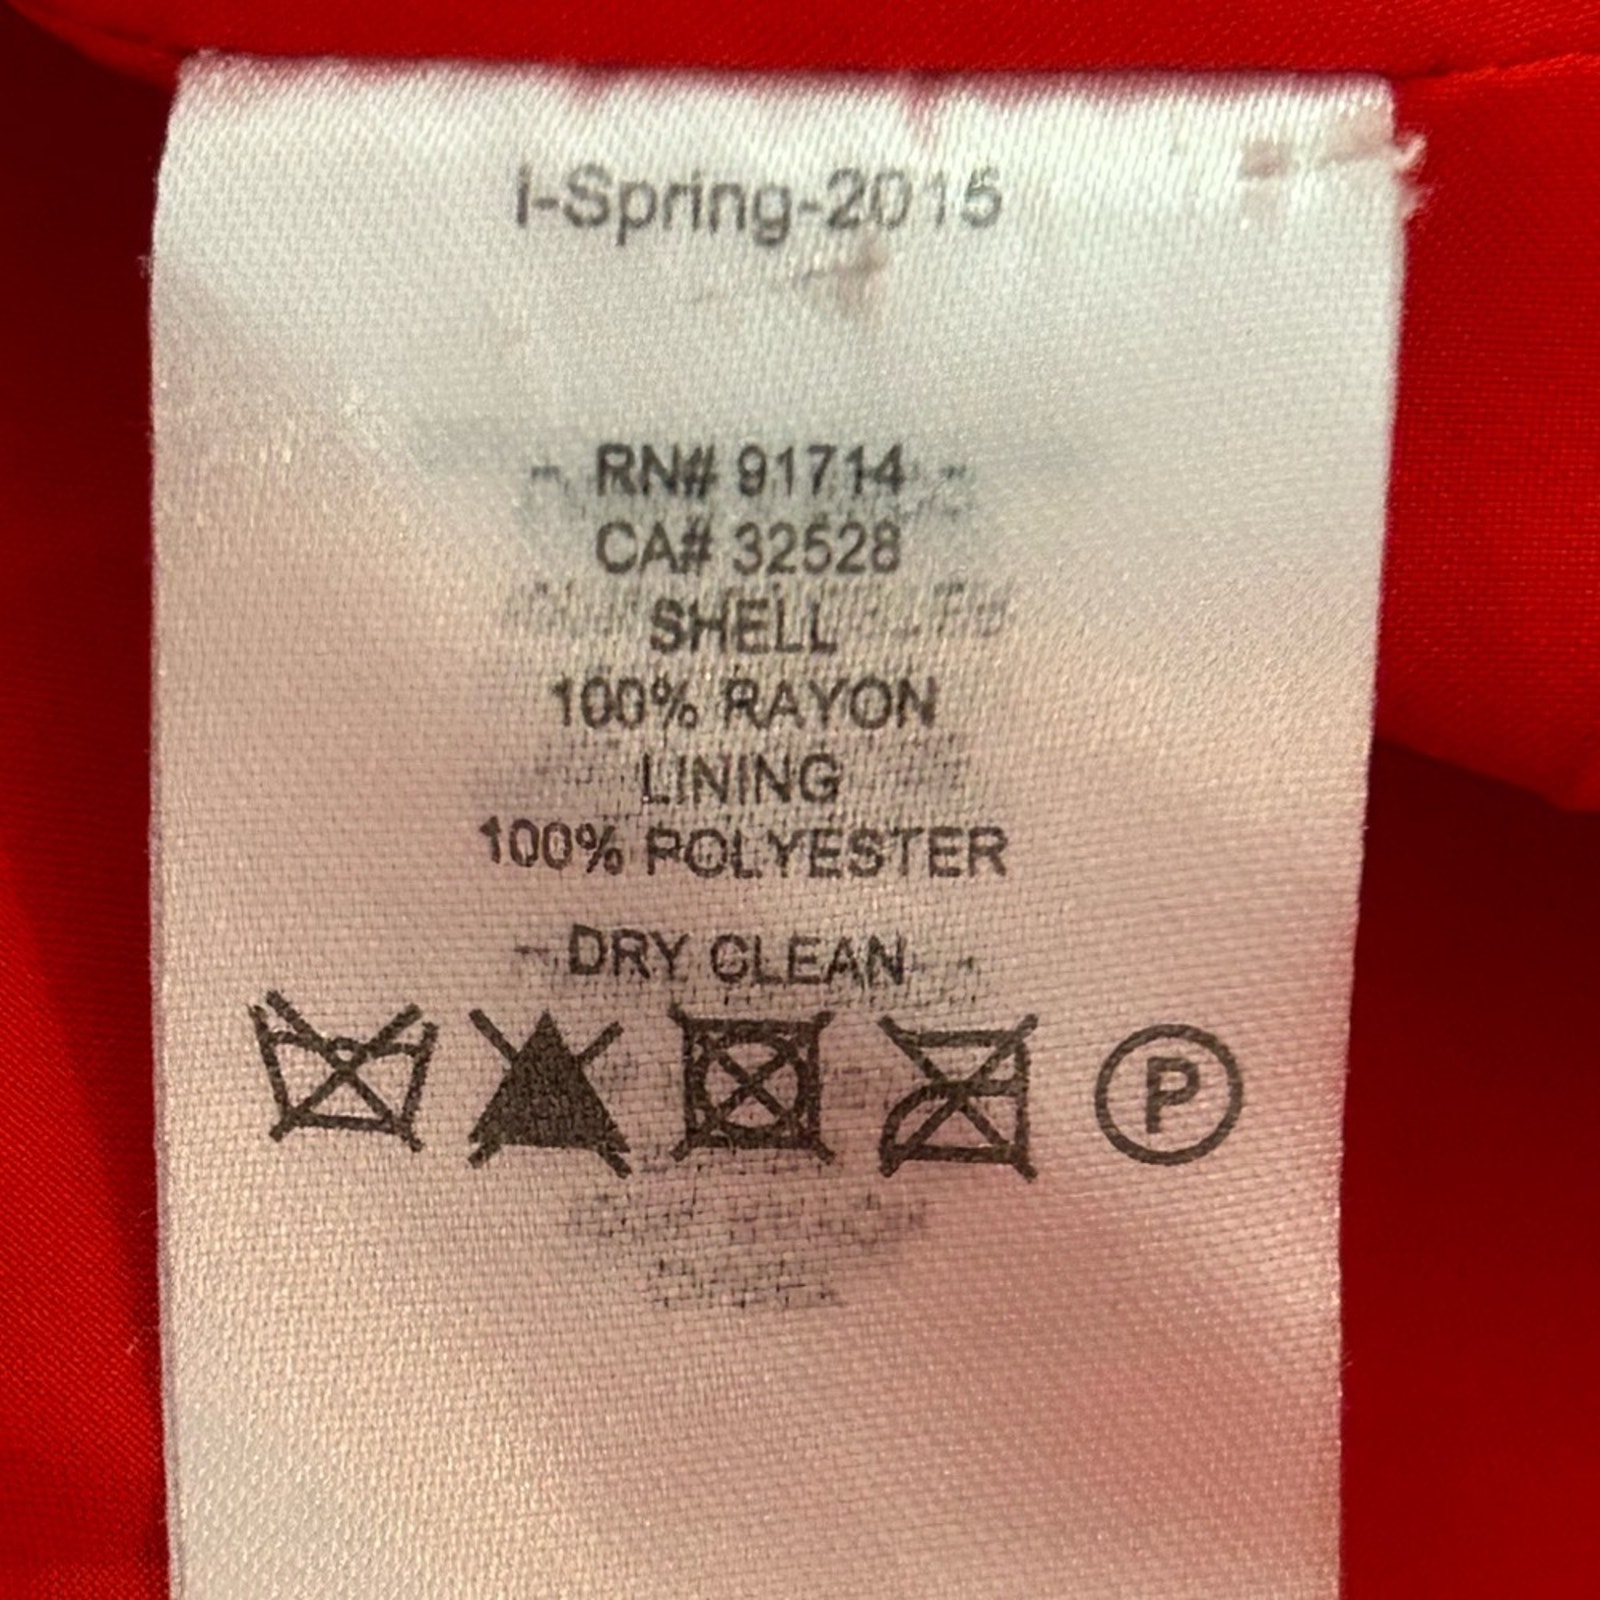 I-Spring-2015
RN# 91714
CA# 32528
SHELL
100% RAYON
LINING
100% POLYESTER
DRY CLEAN
P